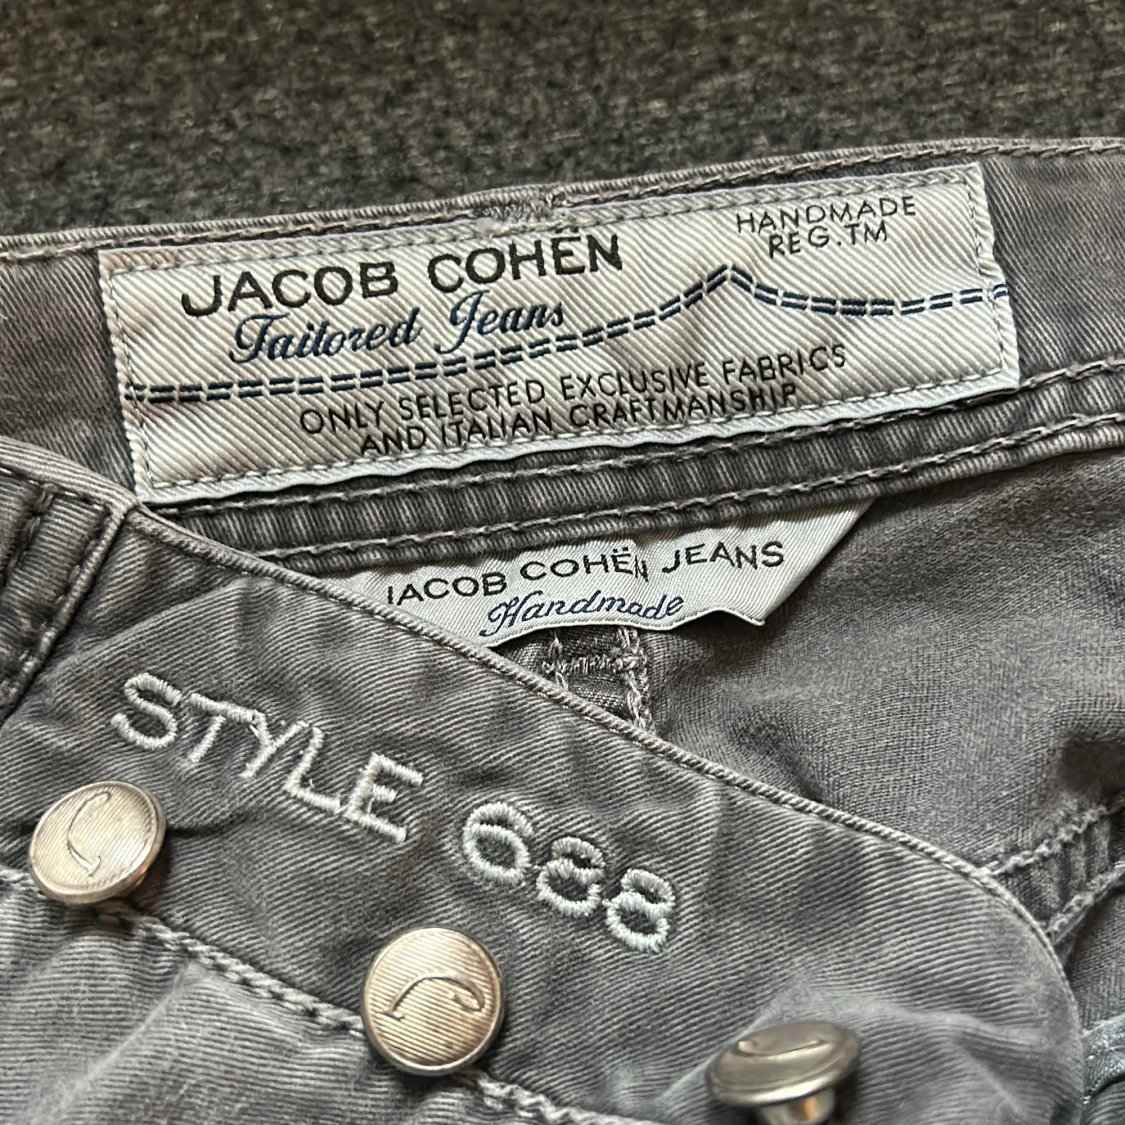 JACOB COHËN
HANDMADE
REG.TM
Tailored Jeans
ONLY SELECTED EXCLUSIVE FABRICS
AND ITALIAN CRAFTMANSHIP
JACOB COHËN JEANS
Handmade
STYLE 688